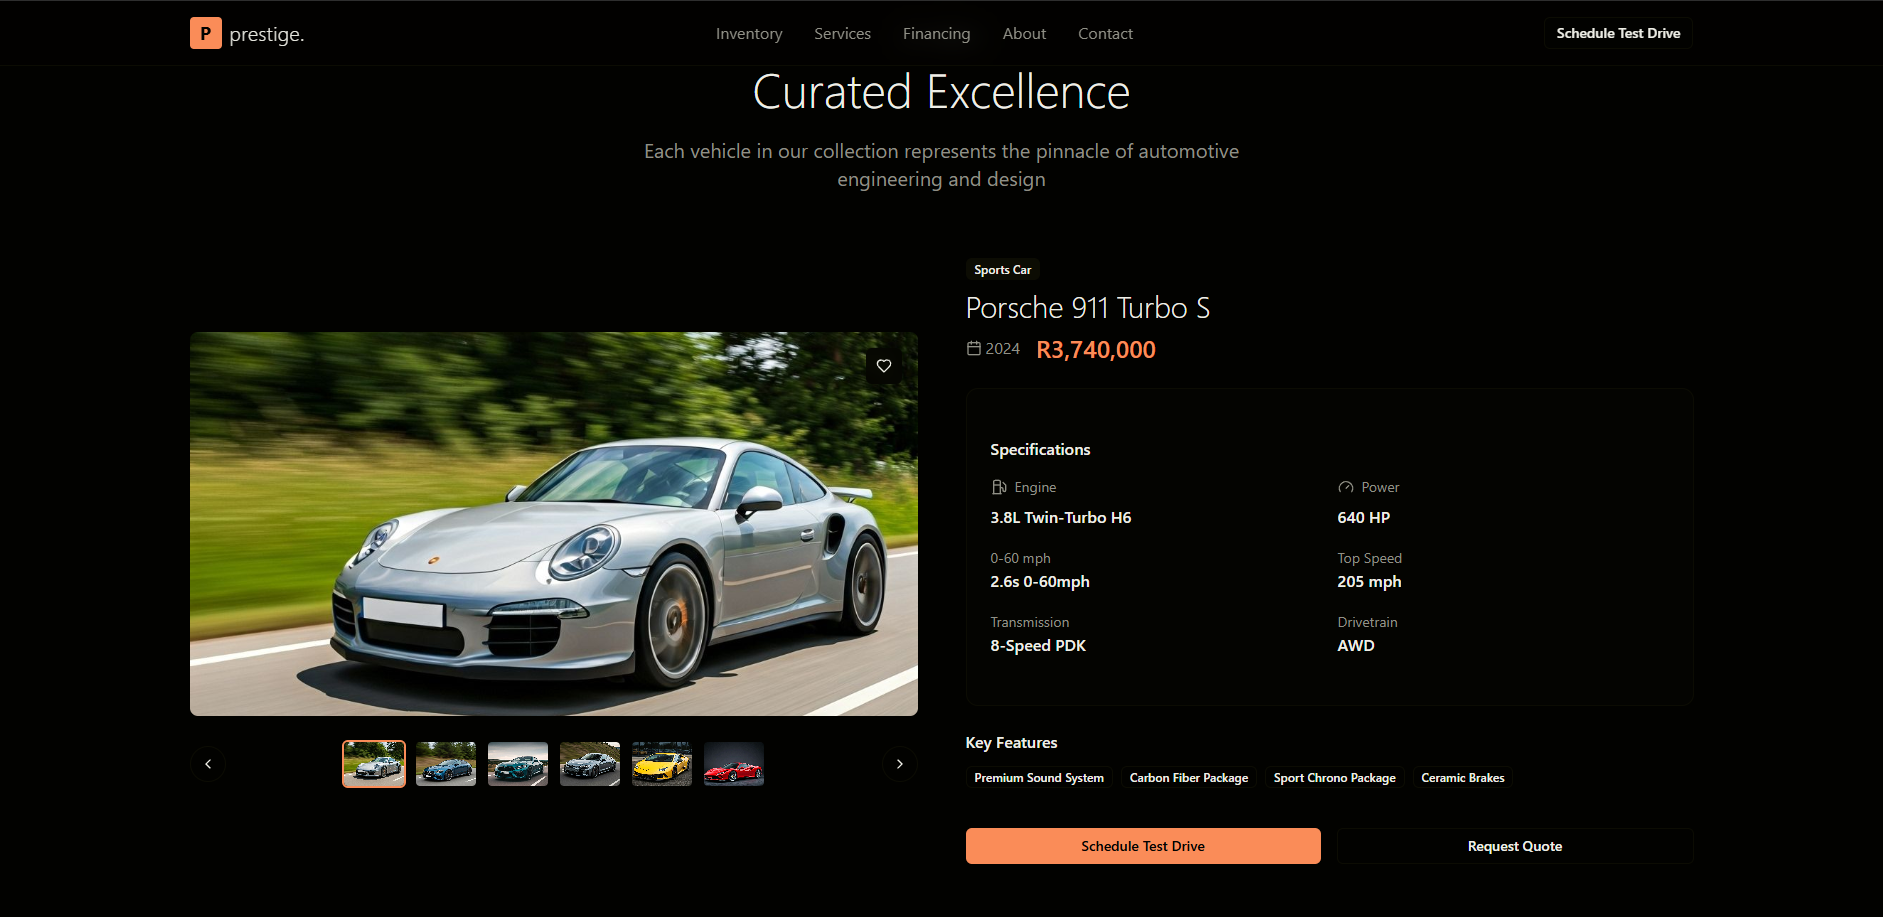 P prestige.
Inventory Services Financing About Contact
Schedule Test Drive
Curated Excellence
Each vehicle in our collection represents the pinnacle of automotive
engineering and design
Sports Car
Porsche 911 Turbo S
2024 R3,740,000
Specifications
Engine
3.8L Twin-Turbo H6
Power
640 HP
0-60 mph
2.6s 0-60mph
Top Speed
205 mph
Transmission
8-Speed PDK
Drivetrain
AWD
Key Features
Premium Sound System Carbon Fiber Package Sport Chrono Package Ceramic Brakes
Schedule Test Drive
Request Quote